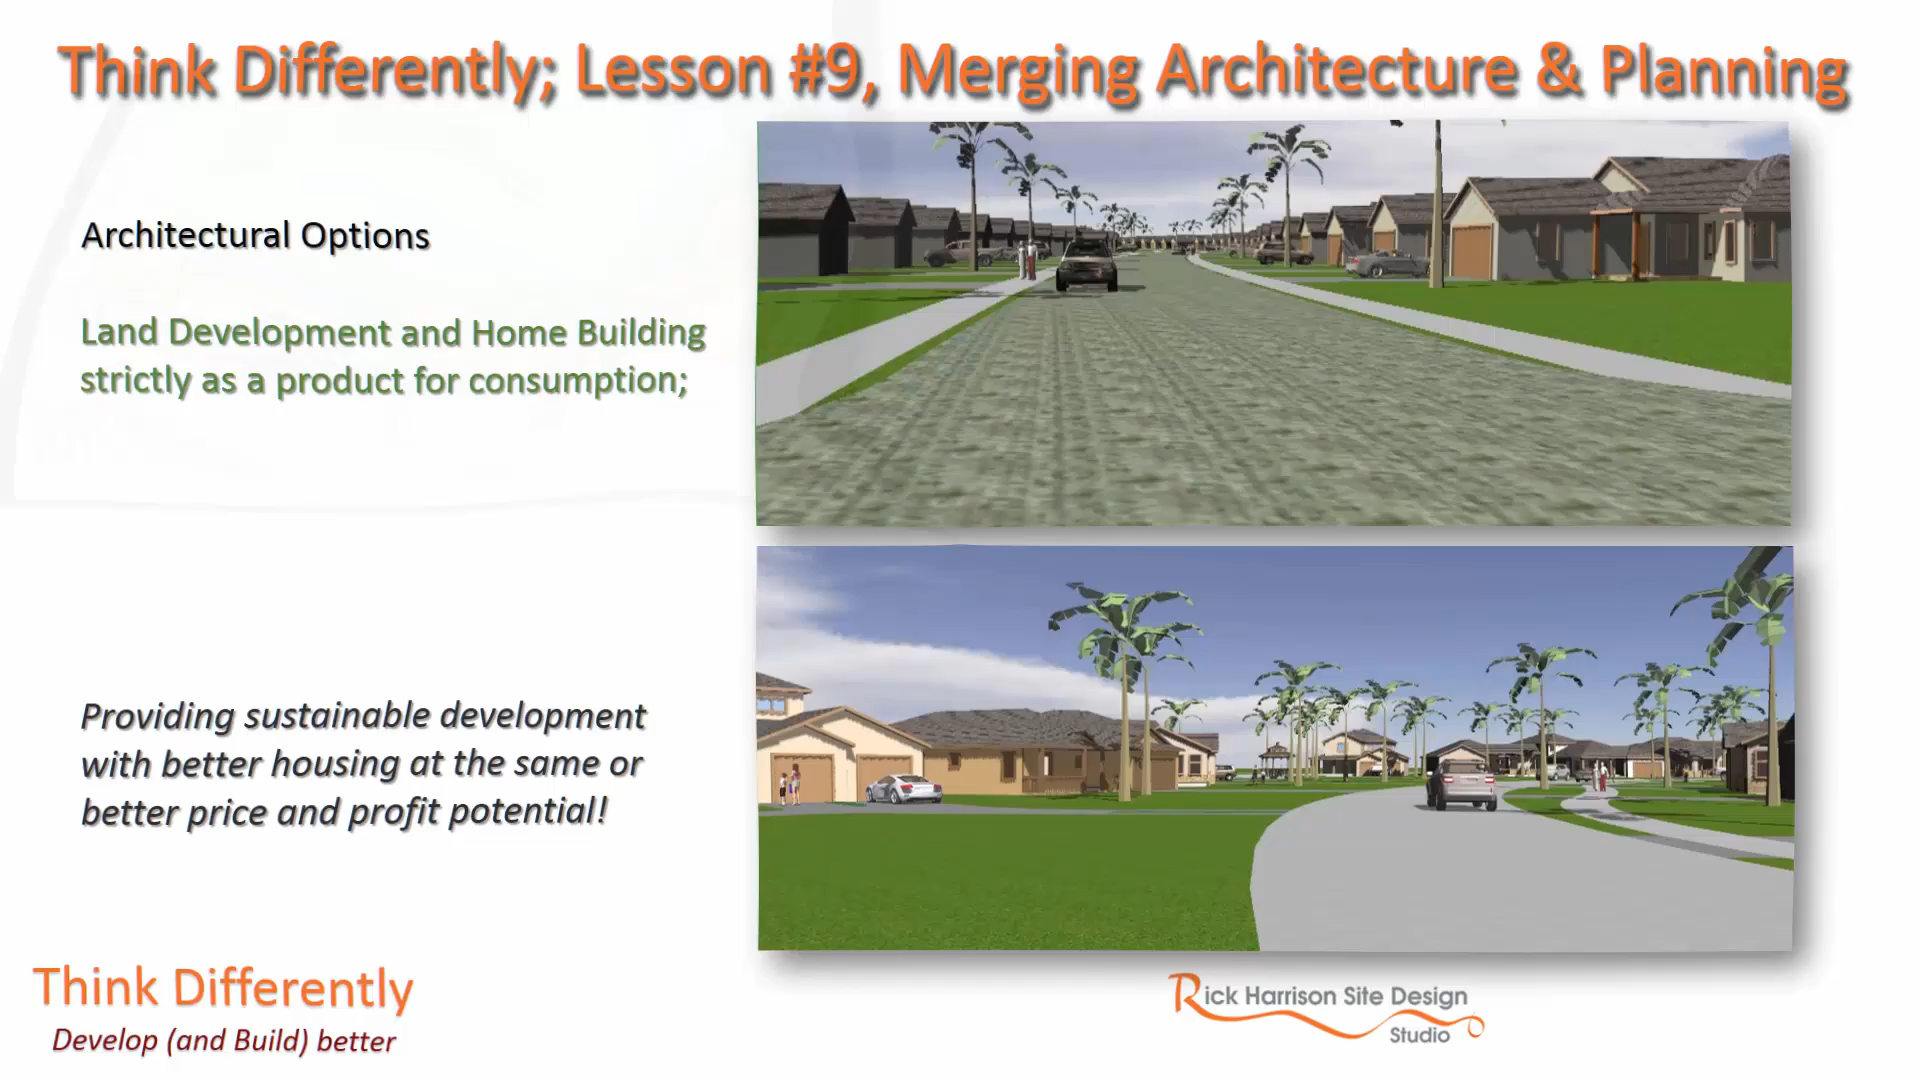 Think Differently; Lesson #9, Merging Architecture & Planning
Architectural Options
Land Development and Home Building
strictly as a product for consumption;
Providing sustainable development
with better housing at the same or
better price and profit potential!
Think Differently
Develop (and Build) better
Rick Harrison Site Design
Studio